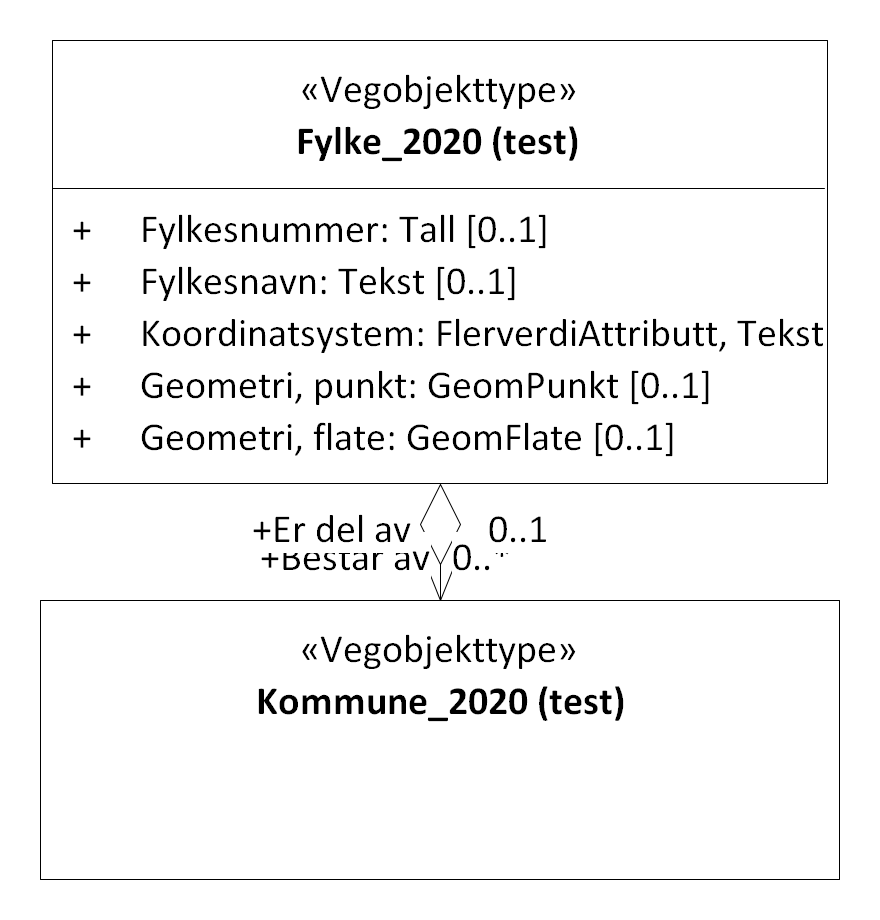 «Vegobjekttype»
Fylke_2020 (test)
+ Fylkesnummer: Tall [0..1]
+ Fylkesnavn: Tekst [0..1]
+ Koordinatsystem: FlerverdiAttributt, Tekst
+ Geometri, punkt: GeomPunkt [0..1]
+ Geometri, flate: GeomFlate [0..1]
+Er del av 0..1
+Består av 0..*
«Vegobjekttype»
Kommune_2020 (test)